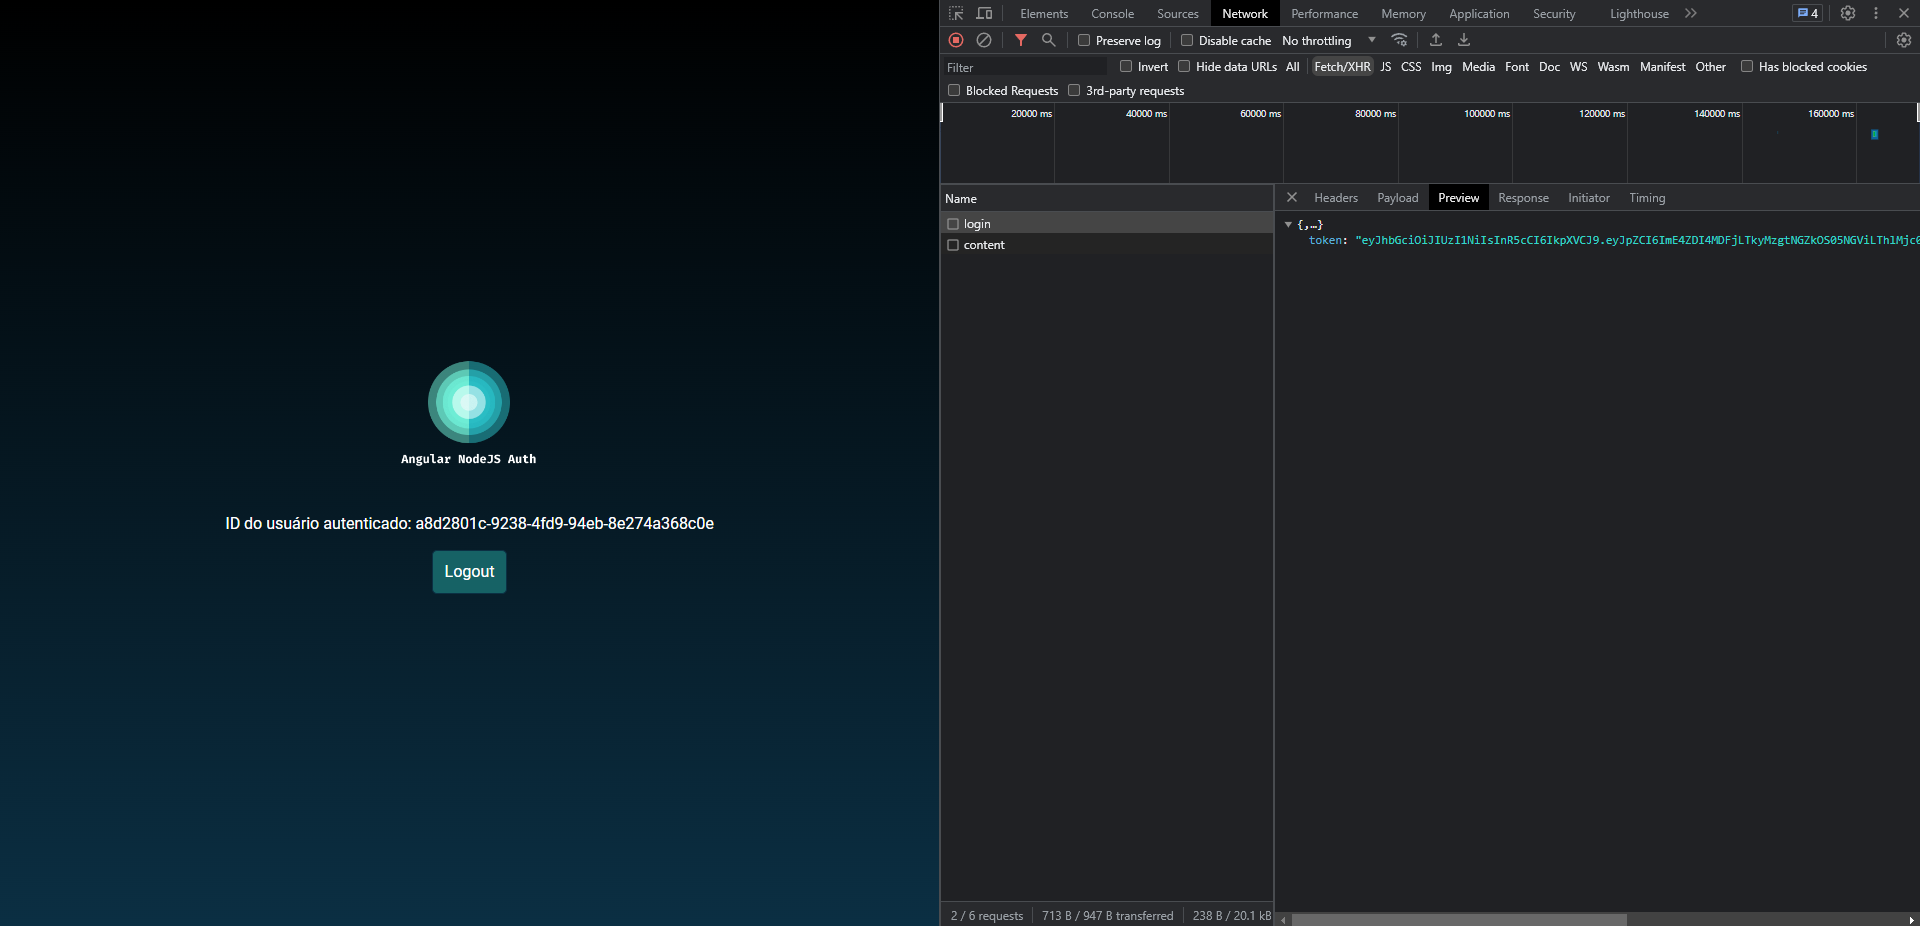 Angular NodeJS Auth
ID do usuário autenticado: a8d2801c-9238-4fd9-94eb-8e274a368c0e
Logout
Elements Console Sources Network Performance Memory Application Security Lighthouse 4
Preserve log Disable cache No throttling
Filter Invert Hide data URLs All Fetch/XHR JS CSS Img Media Font Doc WS Wasm Manifest Other Has blocked cookies
Blocked Requests 3rd-party requests
20000 ms 40000 ms 60000 ms 80000 ms 100000 ms 120000 ms 140000 ms 160000 ms
Name
login
content
Headers Payload Preview Response Initiator Timing
{,…}
token: "eyJhbGciOiJIUzI1NiIsInR5cCI6IkpXVCJ9.eyJpZCI6ImE4ZDI4MDFjLTkyMzgtNGZkOS05NGViLThlMjc0
2 / 6 requests 713 B / 947 B transferred 238 B / 20.1 kB